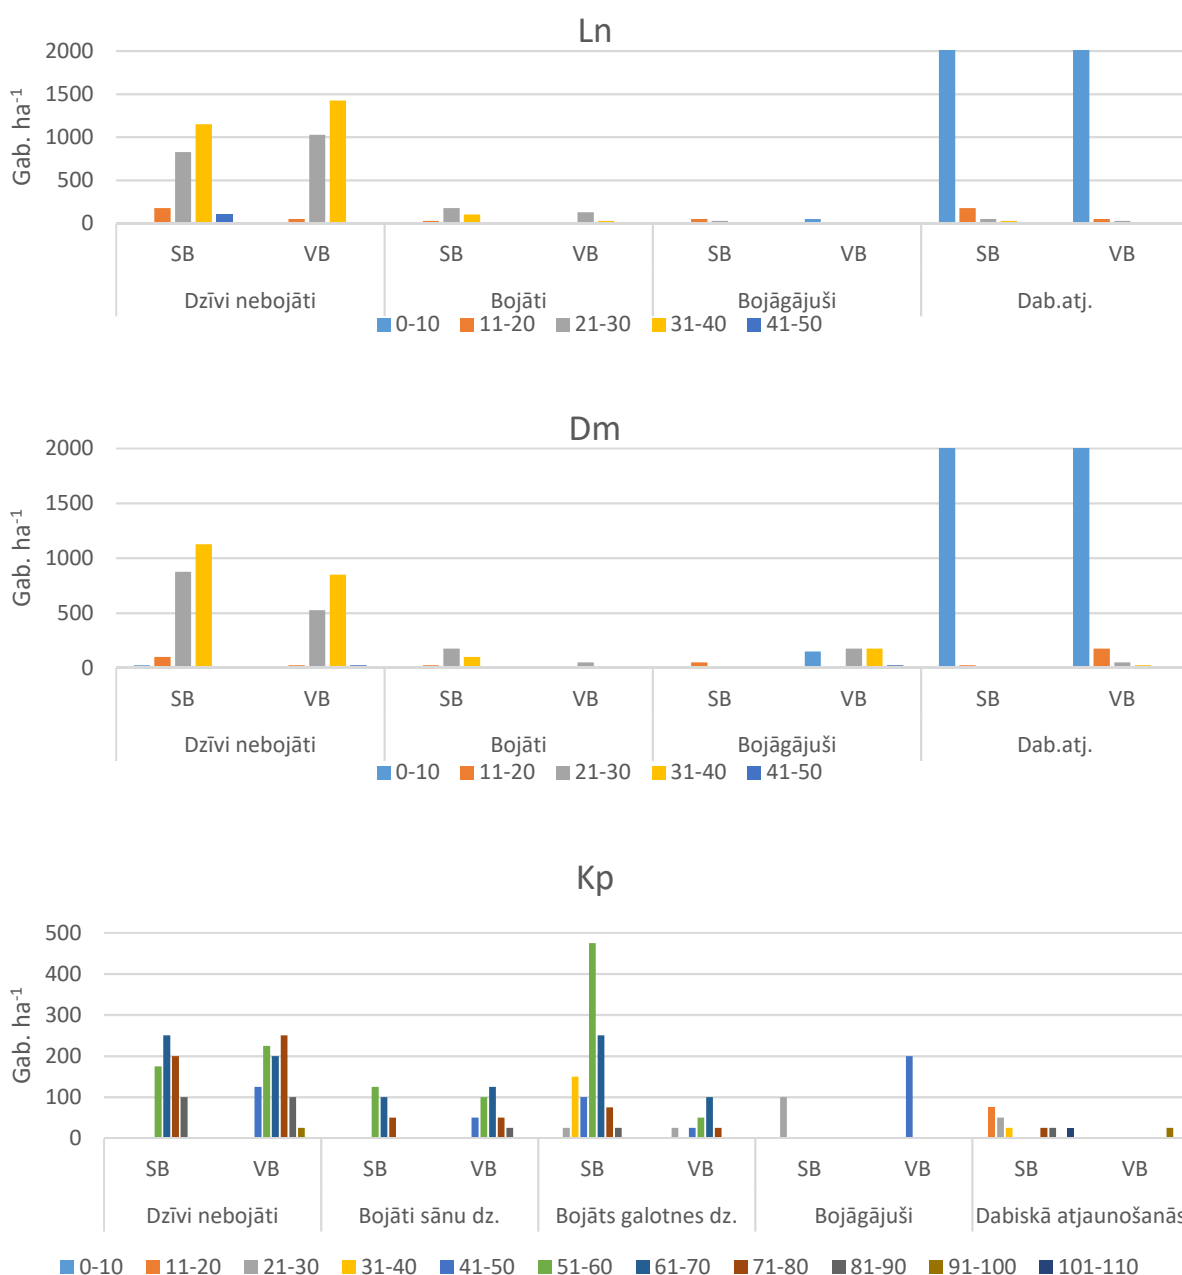 Ln
2000
1500
1000
500
0
Gab. ha⁻¹
SB VB SB VB SB VB SB VB
Dzīvi nebojāti Bojāti Bojāgājuši Dab.atj.
0-10 11-20 21-30 31-40 41-50
Dm
2000
1500
1000
500
0
Gab. ha⁻¹
SB VB SB VB SB VB SB VB
Dzīvi nebojāti Bojāti Bojāgājuši Dab.atj.
0-10 11-20 21-30 31-40 41-50
Kp
500
400
300
200
100
0
Gab. ha⁻¹
SB VB SB VB SB VB SB VB SB VB
Dzīvi nebojāti Bojāti sānu dz. Bojāts galotnes dz. Bojāgājuši Dabiskā atjaunošanās
0-10 11-20 21-30 31-40 41-50 51-60 61-70 71-80 81-90 91-100 101-110